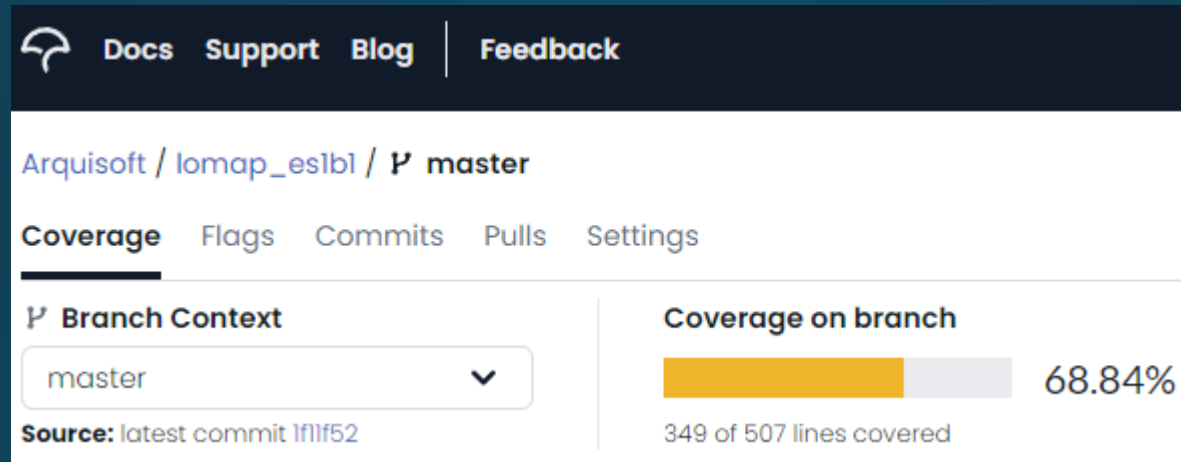 Docs Support Blog Feedback
Arquisoft / lomap_es1b1 / master
Coverage Flags Commits Pulls Settings
Branch Context
master
Source: latest commit 1f11f52
Coverage on branch
68.84%
349 of 507 lines covered